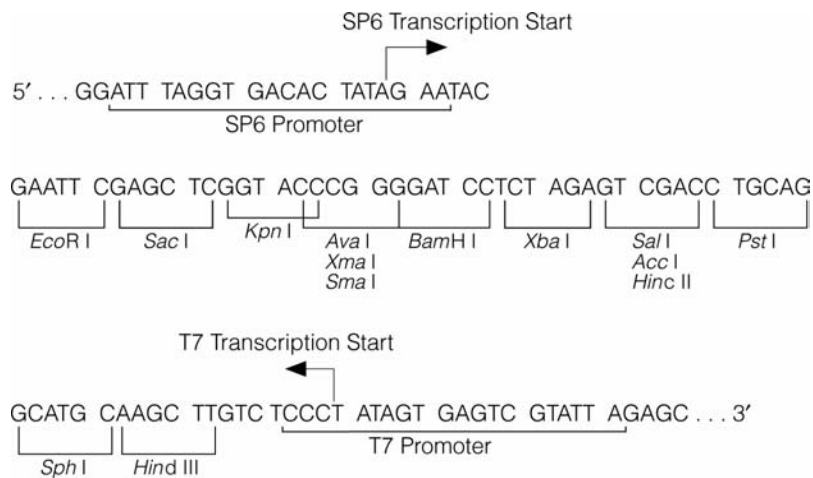 SP6 Transcription Start
5′ . . . GGATT TAGGT GACAC TATAG AATAC
SP6 Promoter
GAATT CGAGC TCGGT ACCCG GGGAT CCTCT AGAGT CGACC TGCAG
EcoR I Sac I Kpn I Ava I BamH I Xba I Sal I Pst I
Xma I Acc I
Sma I Hinc II
T7 Transcription Start
GCATG CAAGC TTGTC TCCCT ATAGT GAGTC GTATT AGAGC . . . 3′
T7 Promoter
Sph I Hind III